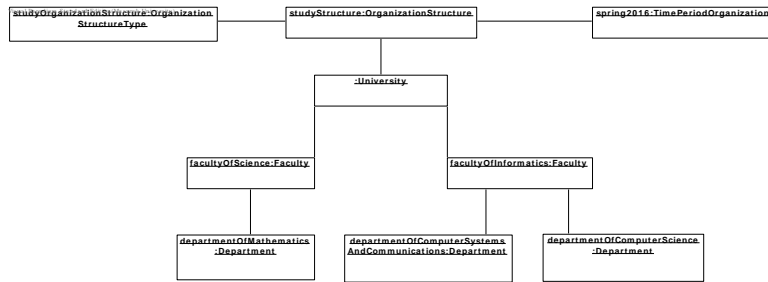 studyOrganizationStructure:Organization
StructureType
studyStructure:OrganizationStructure
spring2016:TimePeriodOrganization
:University
facultyOfScience:Faculty
facultyOfInformatics:Faculty
departmentOfMathematics
:Department
departmentOfComputerSystems
AndCommunications:Department
departmentOfComputerScience
:Department